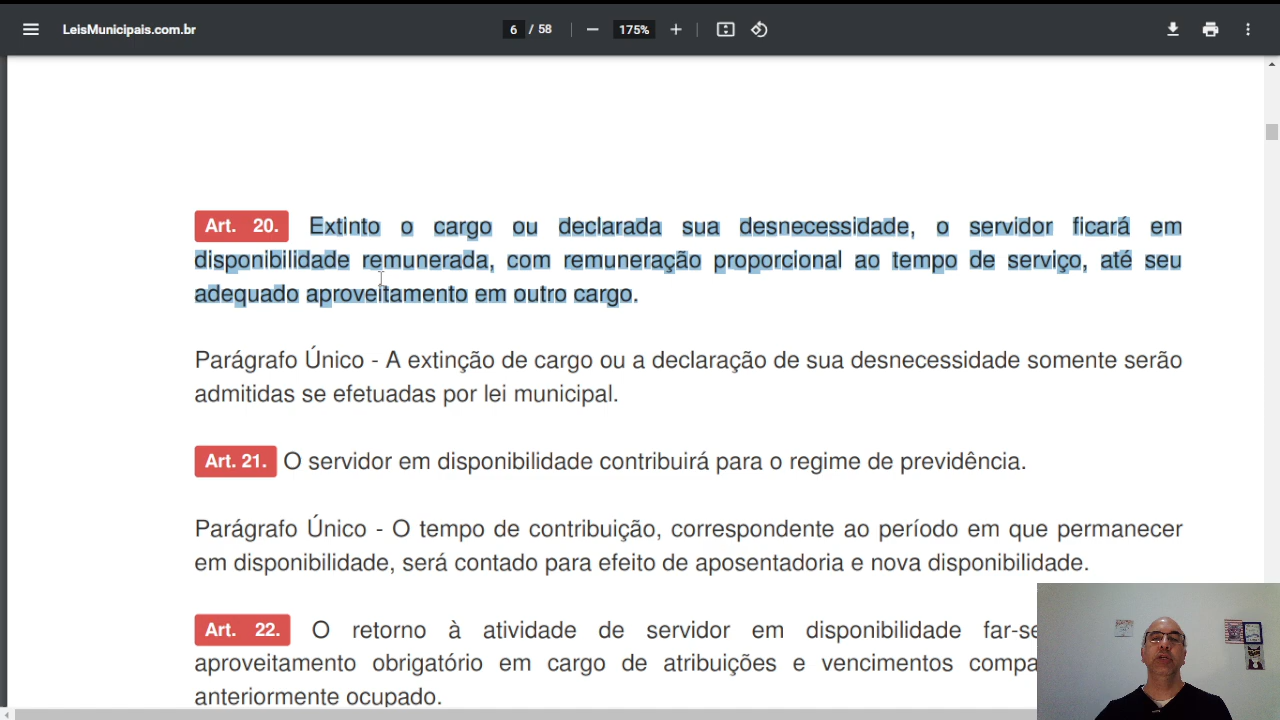 LeisMunicipais.com.br
6 / 58
175%
Art. 20. Extinto o cargo ou declarada sua desnecessidade, o servidor ficará em
disponibilidade remunerada, com remuneração proporcional ao tempo de serviço, até seu
adequado aproveitamento em outro cargo.
Parágrafo Único - A extinção de cargo ou a declaração de sua desnecessidade somente serão
admitidas se efetuadas por lei municipal.
Art. 21. O servidor em disponibilidade contribuirá para o regime de previdência.
Parágrafo Único - O tempo de contribuição, correspondente ao período em que permanecer
em disponibilidade, será contado para efeito de aposentadoria e nova disponibilidade.
Art. 22. O retorno à atividade de servidor em disponibilidade far-se
aproveitamento obrigatório em cargo de atribuições e vencimentos compa
anteriormente ocupado.